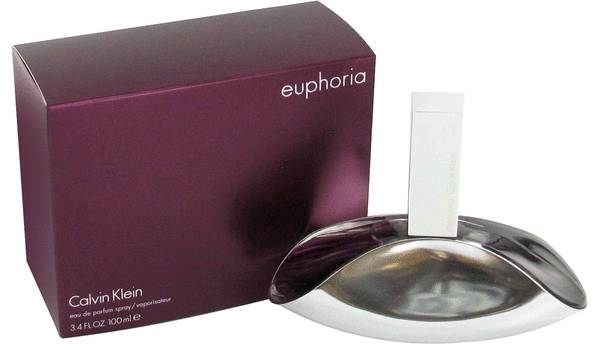 euphoria
Calvin Klein
eau de parfum spray / vaporisateur
3.4 FL OZ 100 ml e